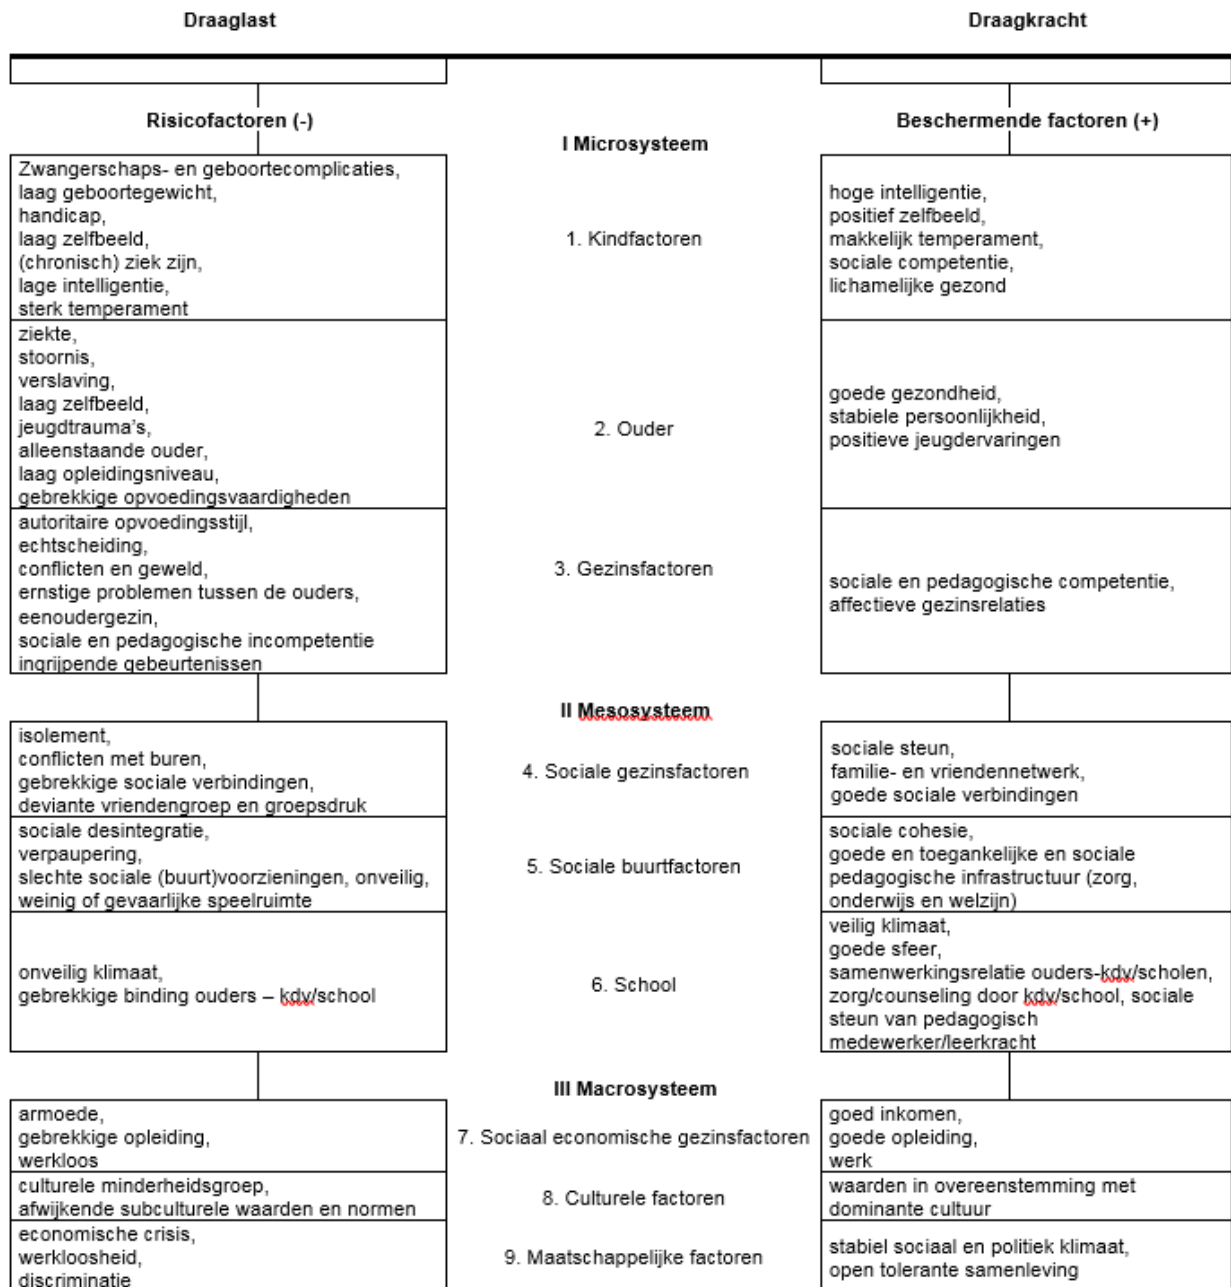 Draaglast
Draagkracht
Risicofactoren (-)
Beschermende factoren (+)
I Microsysteem
Zwangerschaps- en geboortecomplicaties,
laag geboortegewicht,
handicap,
laag zelfbeeld,
(chronisch) ziek zijn,
lage intelligentie,
sterk temperament
1. Kindfactoren
hoge intelligentie,
positief zelfbeeld,
makkelijk temperament,
sociale competentie,
lichamelijke gezond
ziekte,
stoornis,
verslaving,
laag zelfbeeld,
jeugdtrauma's,
alleenstaande ouder,
laag opleidingsniveau,
gebrekkige opvoedingsvaardigheden
2. Ouder
goede gezondheid,
stabiele persoonlijkheid,
positieve jeugdervaringen
autoritaire opvoedingsstijl,
echtscheiding,
conflicten en geweld,
ernstige problemen tussen de ouders,
eenoudergezin,
sociale en pedagogische incompetentie
ingrijpende gebeurtenissen
3. Gezinsfactoren
sociale en pedagogische competentie,
affectieve gezinsrelaties
II Mesosysteem
isolement,
conflicten met buren,
gebrekkige sociale verbindingen,
deviante vriendengroep en groepsdruk
4. Sociale gezinsfactoren
sociale steun,
familie- en vriendennetwerk,
goede sociale verbindingen
sociale desintegratie,
verpaupering,
slechte sociale (buurt)voorzieningen, onveilig,
weinig of gevaarlijke speelruimte
5. Sociale buurtfactoren
sociale cohesie,
goede en toegankelijke en sociale
pedagogische infrastructuur (zorg,
onderwijs en welzijn)
onveilig klimaat,
gebrekkige binding ouders – kdv/school
6. School
veilig klimaat,
goede sfeer,
samenwerkingsrelatie ouders-kdv/scholen,
zorg/counseling door kdv/school, sociale
steun van pedagogisch
medewerker/leerkracht
III Macrosysteem
armoede,
gebrekkige opleiding,
werkloos
7. Sociaal economische gezinsfactoren
goed inkomen,
goede opleiding,
werk
culturele minderheidsgroep,
afwijkende subculturele waarden en normen
8. Culturele factoren
waarden in overeenstemming met
dominante cultuur
economische crisis,
werkloosheid,
discriminatie
9. Maatschappelijke factoren
stabiel sociaal en politiek klimaat,
open tolerante samenleving